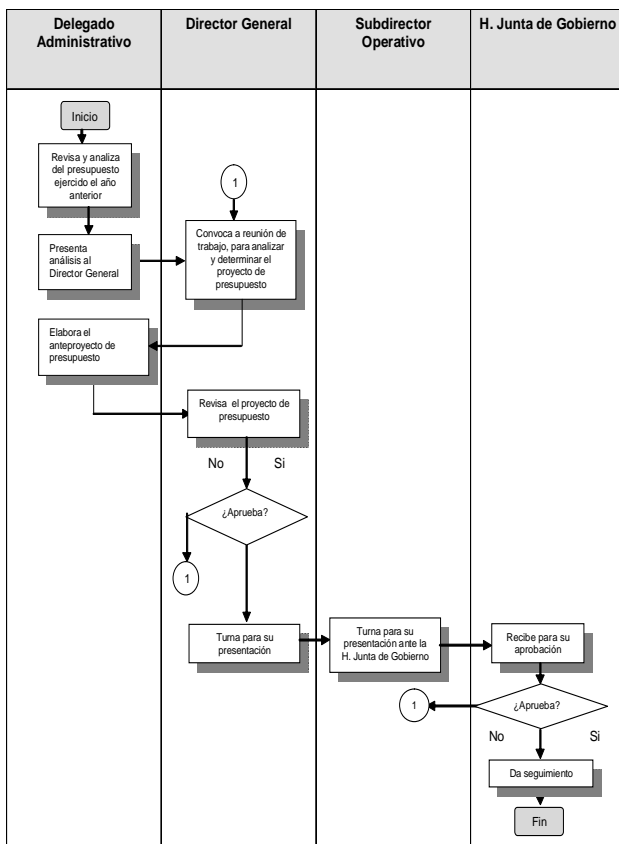 Delegado
Administrativo
Director General
Subdirector
Operativo
H. Junta de Gobierno
Inicio
Revisa y analiza
del presupuesto
ejercido el año
anterior
1
Presenta
análisis al
Director General
Convoca a reunión de
trabajo, para analizar
y determinar el
proyecto de
presupuesto
Elabora el
anteproyecto de
presupuesto
Revisa el proyecto de
presupuesto
No
Si
¿Aprueba?
1
Turna para su
presentación
Turna para su
presentación ante la
H. Junta de Gobierno
Recibe para su
aprobación
1
¿Aprueba?
No
Si
Da seguimiento
Fin